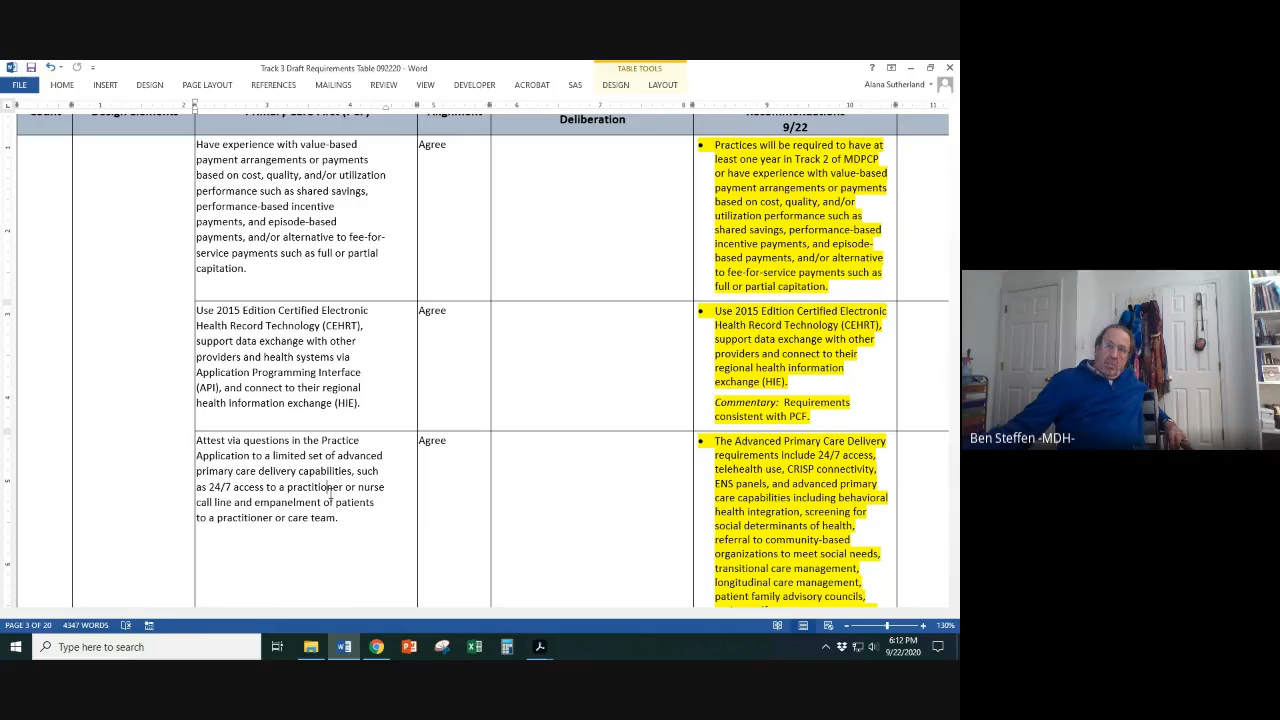 Track 3 Draft Requirements Table 092220 - Word
TABLE TOOLS
FILE
HOME
INSERT
DESIGN
PAGE LAYOUT
REFERENCES
MAILINGS
REVIEW
VIEW
DEVELOPER
ACROBAT
SAS
DESIGN
LAYOUT
Alana Sutherland
Deliberation
9/22
Have experience with value-based
payment arrangements or payments
based on cost, quality, and/or utilization
performance such as shared savings,
performance-based incentive
payments, and episode-based
payments, and/or alternative to fee-for-
service payments such as full or partial
capitation.
Agree
• Practices will be required to have at
least one year in Track 2 of MDPCP
or have experience with value-based
payment arrangements or payments
based on cost, quality, and/or
utilization performance such as
shared savings, performance-based
incentive payments, and episode-
based payments, and/or alternative
to fee-for-service payments such as
full or partial capitation.
Use 2015 Edition Certified Electronic
Health Record Technology (CEHRT),
support data exchange with other
providers and health systems via
Application Programming Interface
(API), and connect to their regional
health information exchange (HIE).
Agree
• Use 2015 Edition Certified Electronic
Health Record Technology (CEHRT),
support data exchange with other
providers and connect to their
regional health information
exchange (HIE).
Commentary: Requirements
consistent with PCF.
Attest via questions in the Practice
Application to a limited set of advanced
primary care delivery capabilities, such
as 24/7 access to a practitioner or nurse
call line and empanelment of patients
to a practitioner or care team.
Agree
• The Advanced Primary Care Delivery
requirements include 24/7 access,
telehealth use, CRISP connectivity,
ENS panels, and advanced primary
care capabilities including behavioral
health integration, screening for
social determinants of health,
referral to community-based
organizations to meet social needs,
transitional care management,
longitudinal care management,
patient family advisory councils,
PAGE 3 OF 20
4347 WORDS
130%
Type here to search
6:12 PM
9/22/2020
Ben Steffen -MDH-